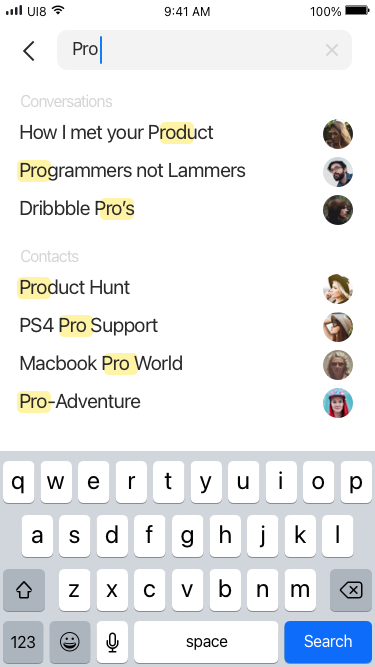 UI8 9:41 AM 100%
Pro
Conversations
How I met your Product
Programmers not Lammers
Dribbble Pro's
Contacts
Product Hunt
PS4 Pro Support
Macbook Pro World
Pro-Adventure
q w e r t y u i o p
a s d f g h j k l
z x c v b n m
123 space Search